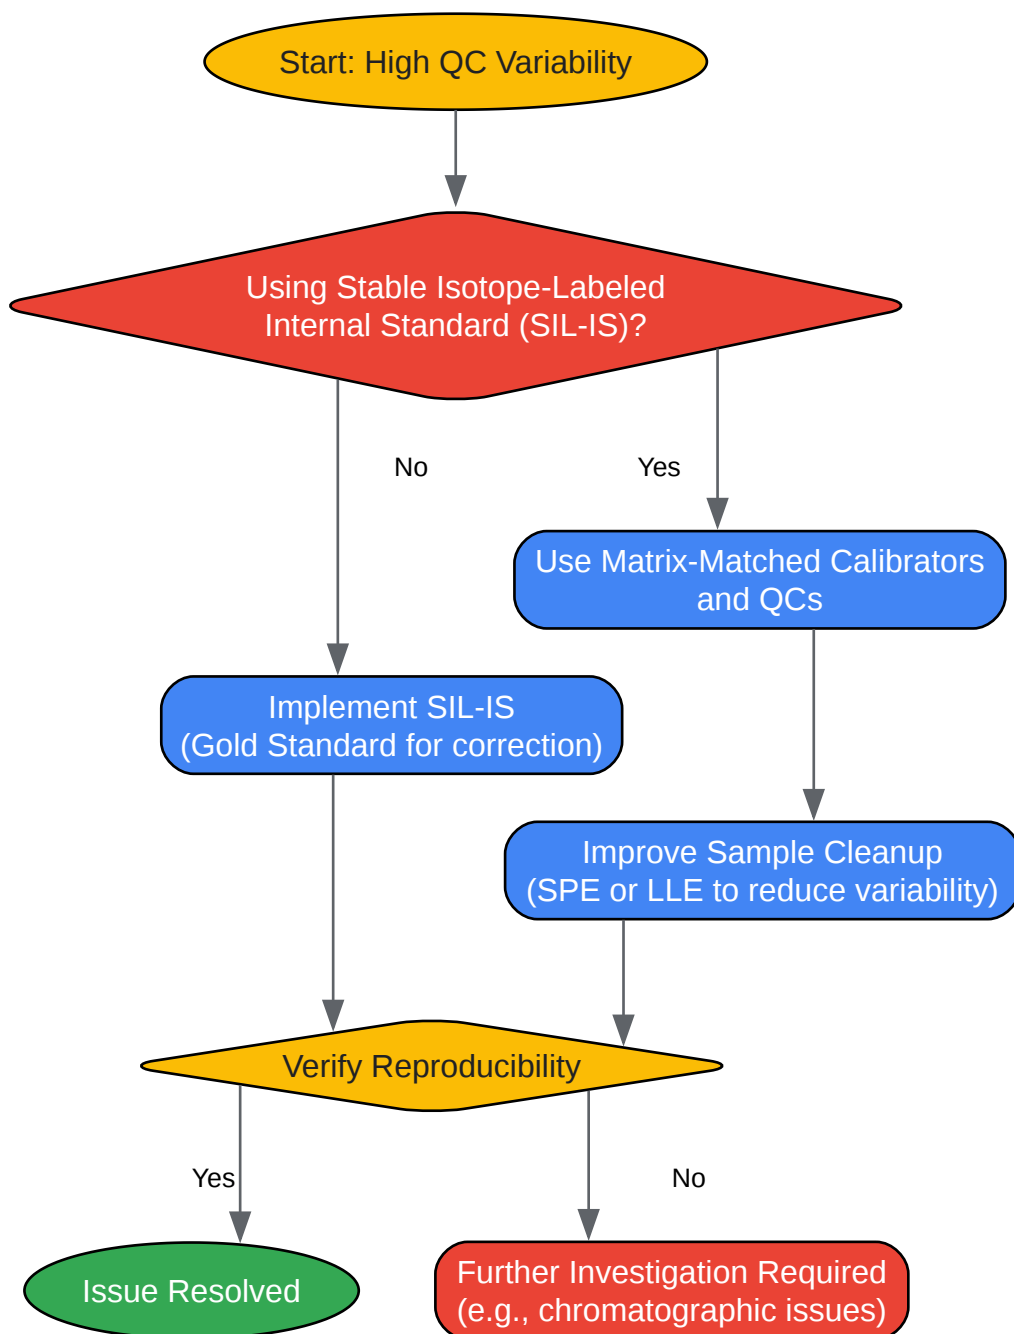 Start: High QC Variability
Using Stable Isotope-Labeled
Internal Standard (SIL-IS)?
No
Yes
Use Matrix-Matched Calibrators
and QCs
Implement SIL-IS
(Gold Standard for correction)
Improve Sample Cleanup
(SPE or LLE to reduce variability)
Verify Reproducibility
Yes
No
Issue Resolved
Further Investigation Required
(e.g., chromatographic issues)